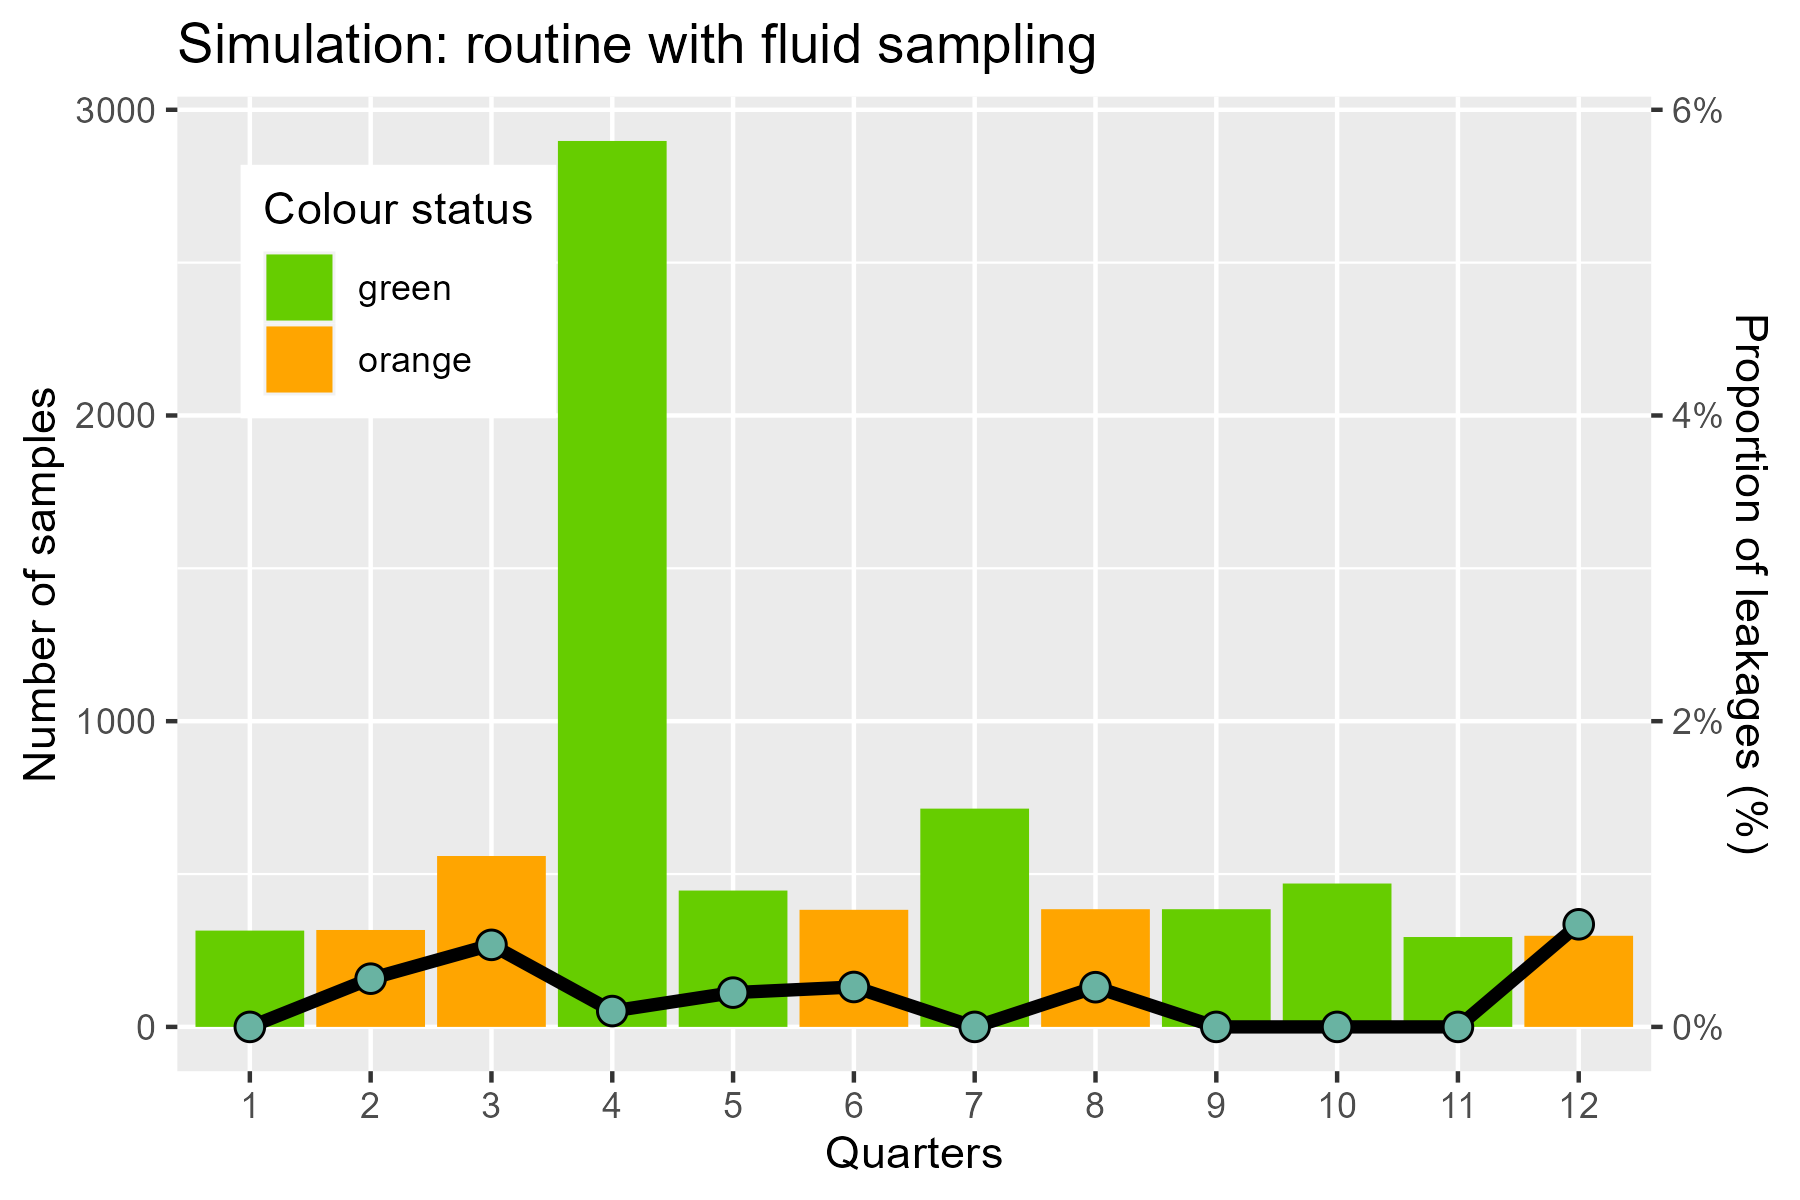 Simulation: routine with fluid sampling
3000
2000
1000
0
Number of samples
Colour status
green
orange
6%
4%
2%
0%
Proportion of leakages (%)
1 2 3 4 5 6 7 8 9 10 11 12
Quarters